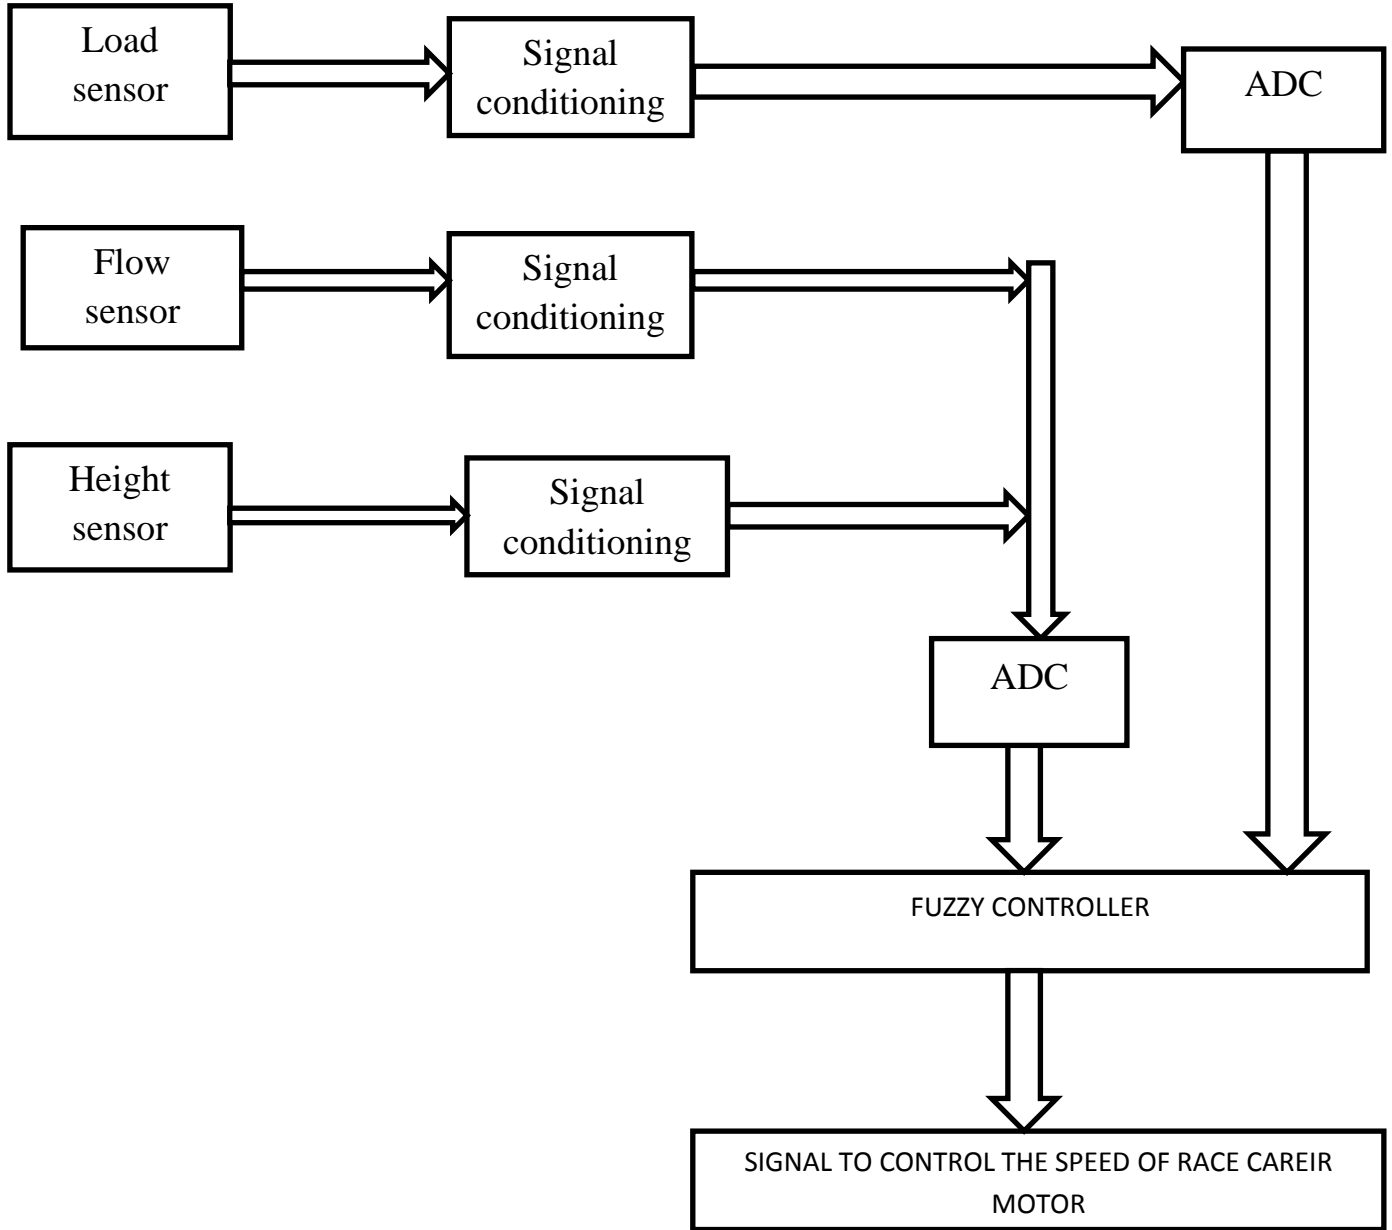 Load
sensor
Signal
conditioning
ADC
Flow
sensor
Signal
conditioning
Height
sensor
Signal
conditioning
ADC
FUZZY CONTROLLER
SIGNAL TO CONTROL THE SPEED OF RACE CAREIR
MOTOR